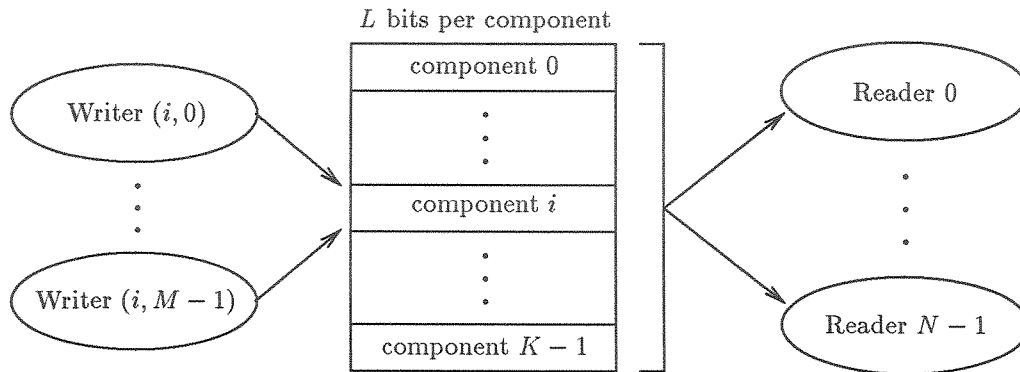 L bits per component
component 0
Writer (i, 0)
Reader 0
component i
Writer (i, M − 1)
Reader N − 1
component K − 1